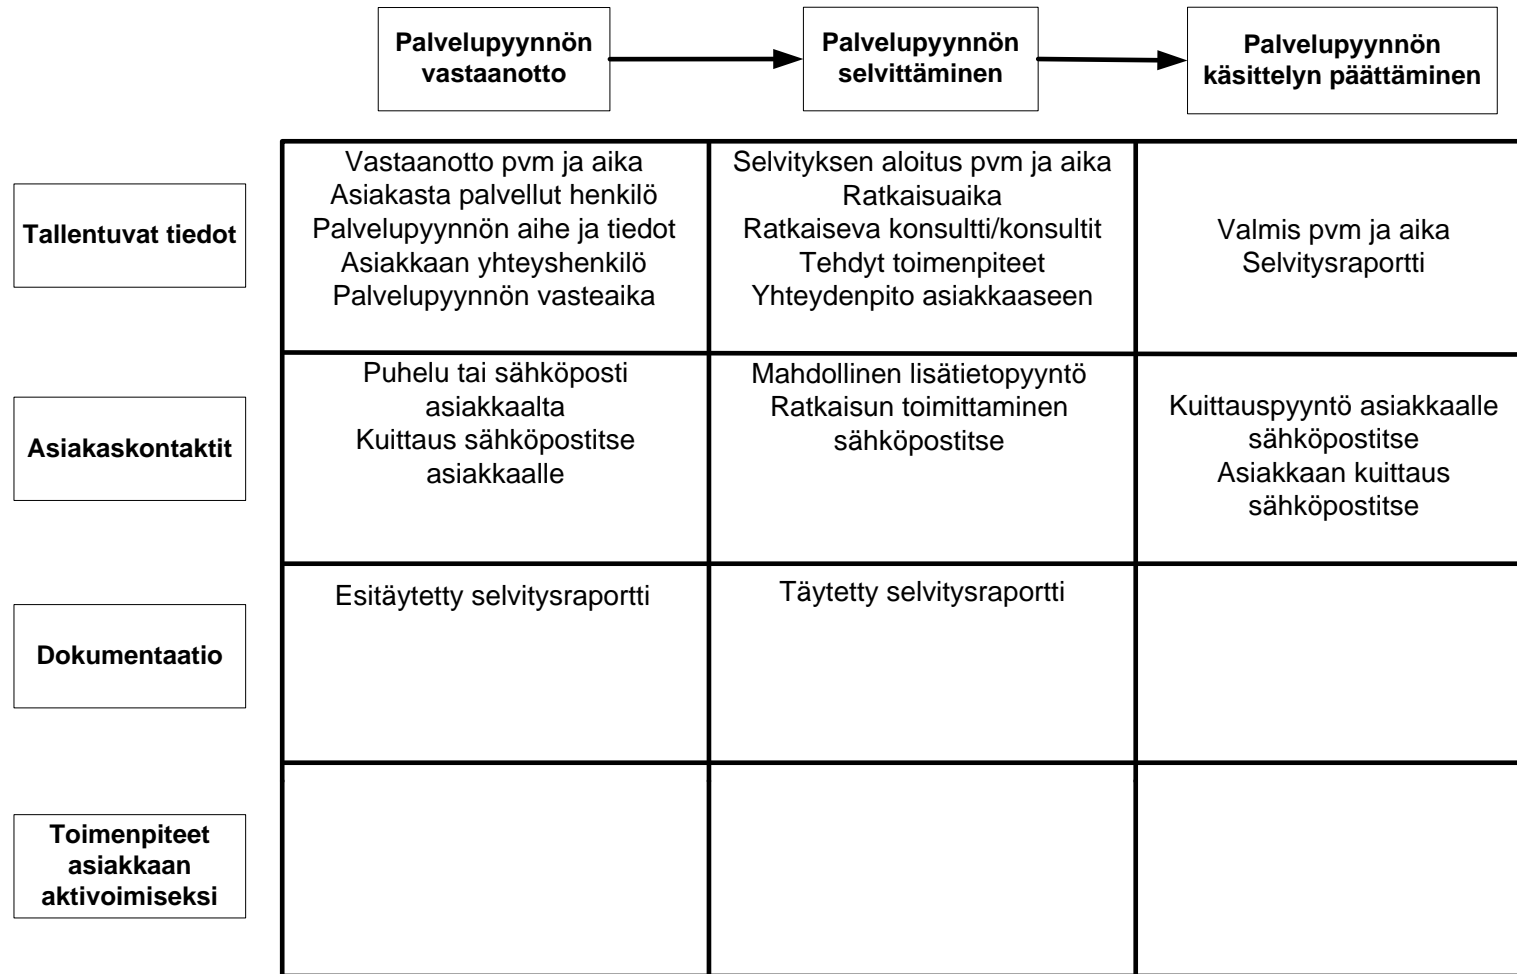 Palvelupyynnön
vastaanotto
Palvelupyynnön
selvittäminen
Palvelupyynnön
käsittelyn päättäminen
Tallentuvat tiedot
Vastaanotto pvm ja aika
Asiakasta palvellut henkilö
Palvelupyynnön aihe ja tiedot
Asiakkaan yhteyshenkilö
Palvelupyynnön vasteaika
Selvityksen aloitus pvm ja aika
Ratkaisuaika
Ratkaiseva konsultti/konsultit
Tehdyt toimenpiteet
Yhteydenpito asiakkaaseen
Valmis pvm ja aika
Selvitysraportti
Asiakaskontaktit
Puhelu tai sähköposti
asiakkaalta
Kuittaus sähköpostitse
asiakkaalle
Mahdollinen lisätietopyyntö
Ratkaisun toimittaminen
sähköpostitse
Kuittauspyyntö asiakkaalle
sähköpostitse
Asiakkaan kuittaus
sähköpostitse
Dokumentaatio
Esitäytetty selvitysraportti
Täytetty selvitysraportti
Toimenpiteet
asiakkaan
aktivoimiseksi